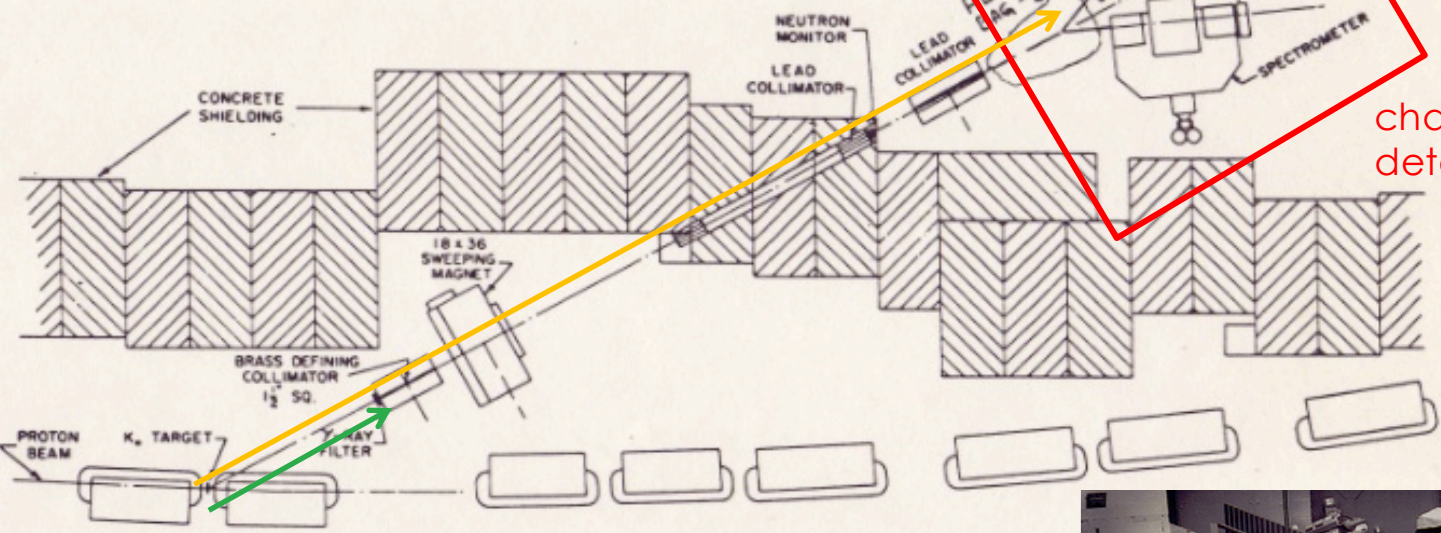 NEUTRON
MONITOR
LEAD
COLLIMATOR
LEAD
COLLIMATOR
SPECTROMETER
CONCRETE
SHIELDING
18 x 36
SWEEPING
MAGNET
BRASS DEFINING
COLLIMATOR
1½" SQ.
PROTON
BEAM
K₀ TARGET
FILTER